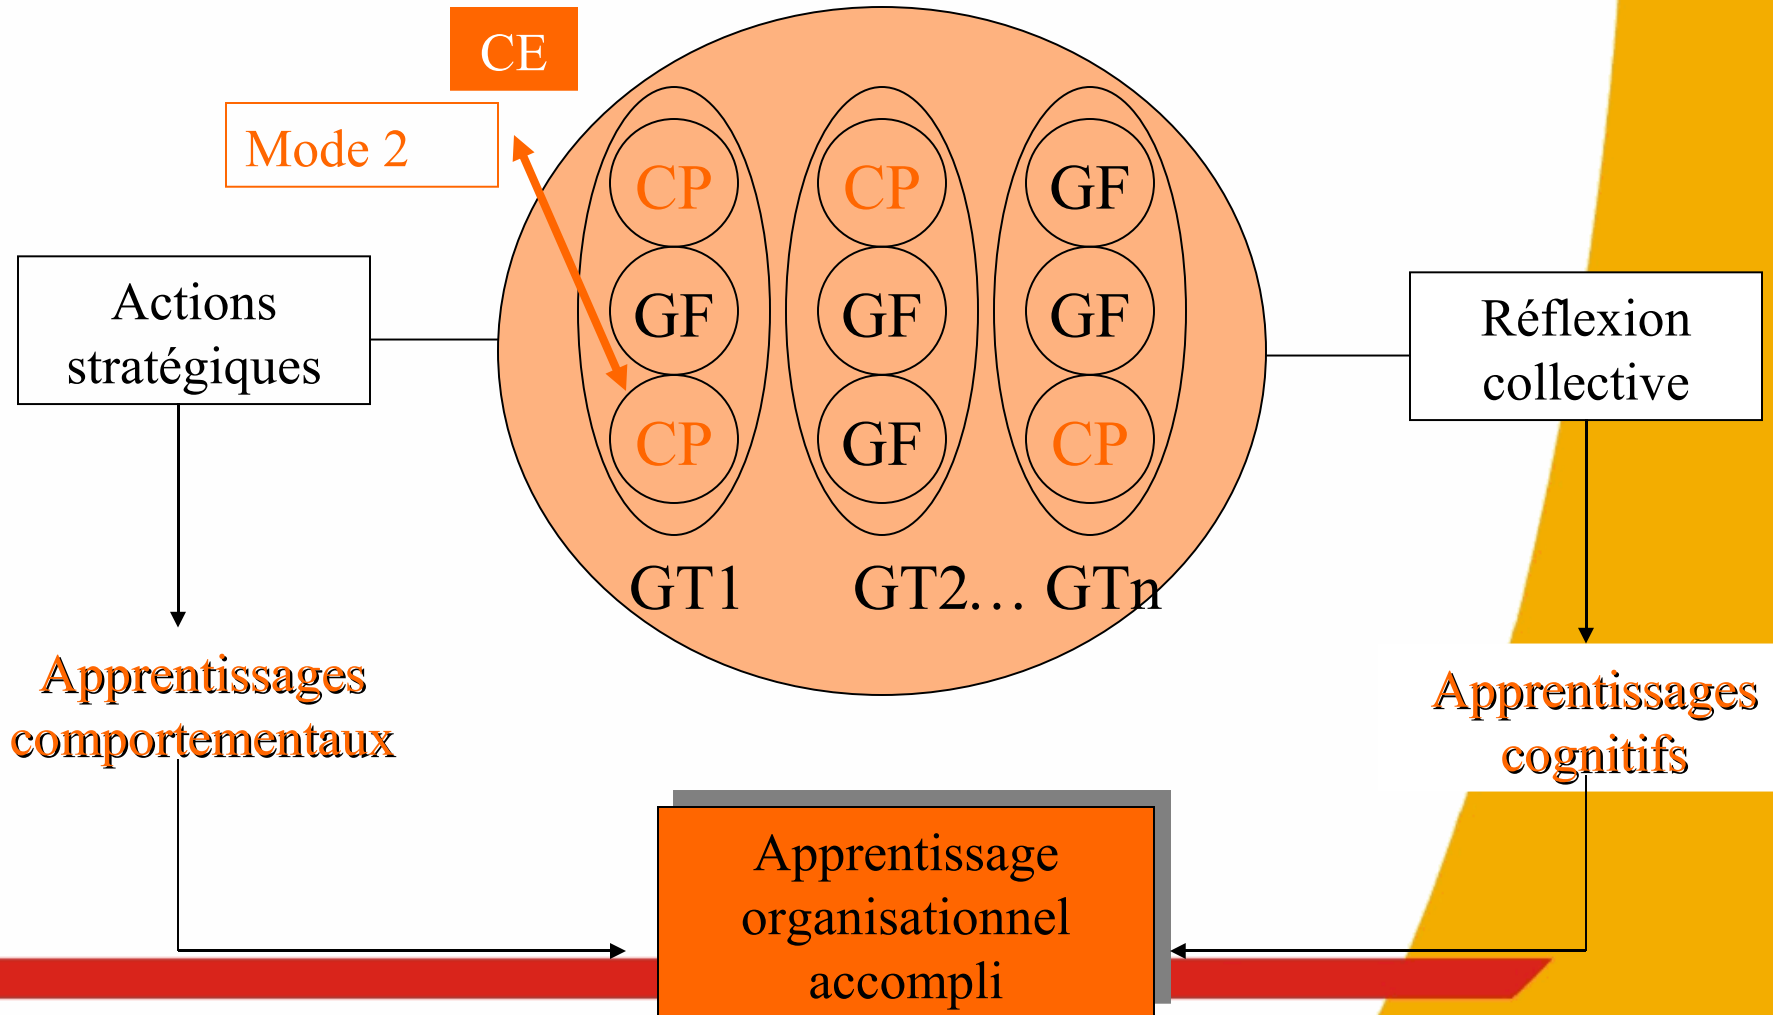 CE
Mode 2
CP CP GF
GF GF GF
CP GF CP
GT1 GT2… GTn
Actions
stratégiques
Réflexion
collective
Apprentissages
comportementaux
Apprentissages
cognitifs
Apprentissage
organisationnel
accompli